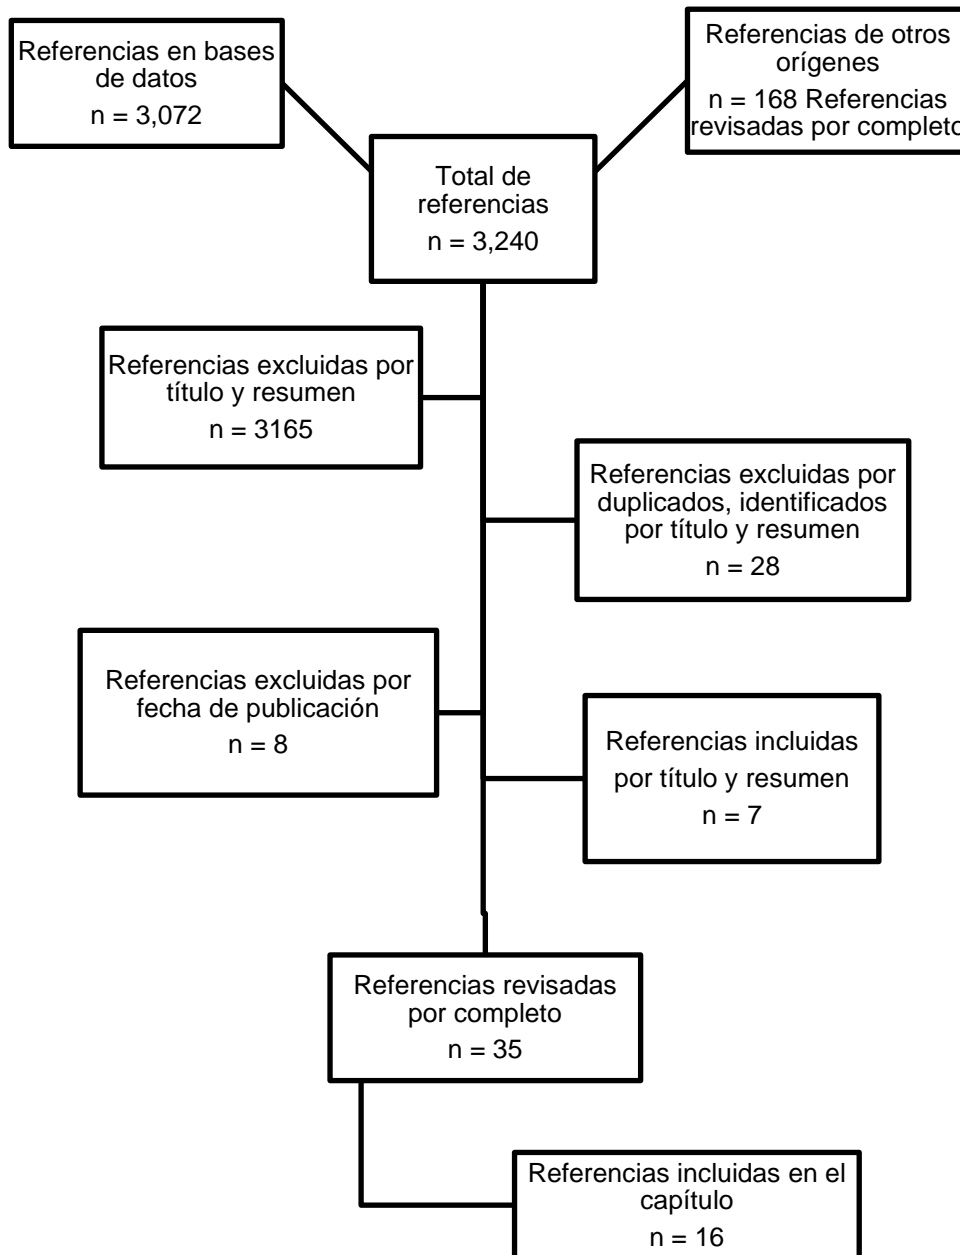 Referencias en bases
de datos
n = 3,072
Referencias de otros
orígenes
n = 168 Referencias
revisadas por completo
Total de
referencias
n = 3,240
Referencias excluidas por
título y resumen
n = 3165
Referencias excluidas por
duplicados, identificados
por título y resumen
n = 28
Referencias excluidas por
fecha de publicación
n = 8
Referencias incluidas
por título y resumen
n = 7
Referencias revisadas
por completo
n = 35
Referencias incluidas en el
capítulo
n = 16